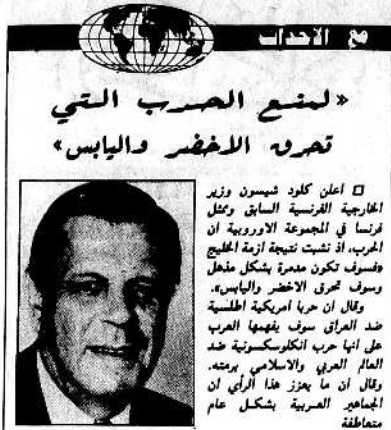 مع الاحداث
«لمنع الحرب التي
تحرق الاخضر واليابس»
□ أعلن كلود شيسون وزير
الخارجية الفرنسية السابق وممثل
فرنسا في المجموعة الاوروبية ان
الحرب، اذ نشبت نتيجة ازمة الخليج
«فسوف تكون مدمرة بشكل مذهل
وسوف تحرق الاخضر واليابس».
وقال ان حربا امريكية اطلسية
ضد العراق سوف يفهمها العرب
على انها حرب انكلوسكسونية ضد
العالم العربي والاسلامي برمته.
وقال ان ما يعزز هذا الرأي ان
الجماهير العربية بشكل عام
متعاطفة